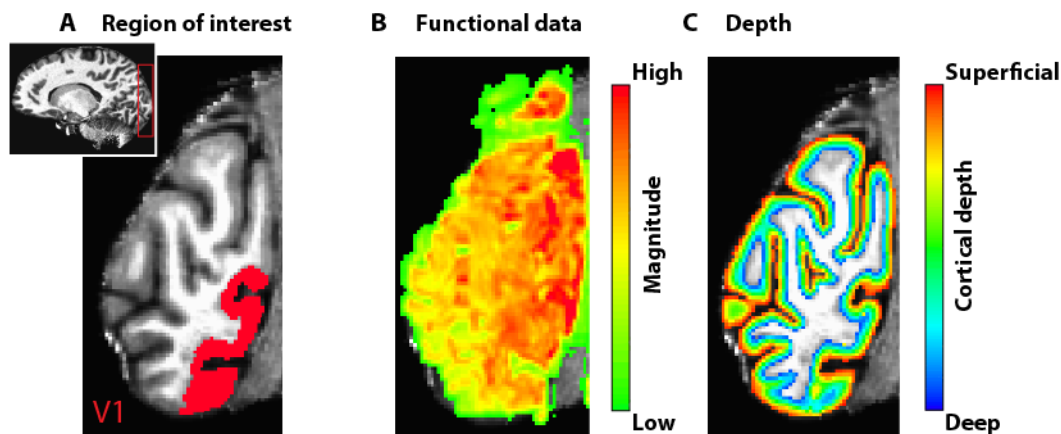 A Region of interest
B Functional data
C Depth
V1
High
Magnitude
Low
Superficial
Cortical depth
Deep